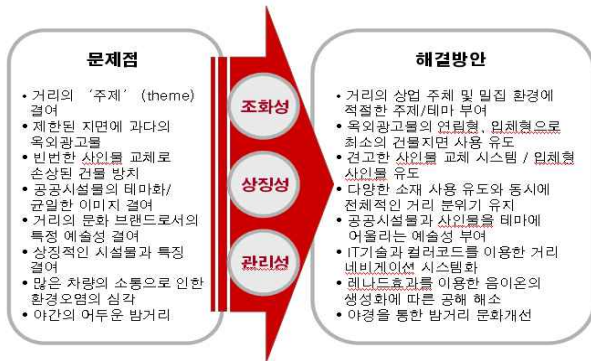 문제점
• 거리의 ‘주제’ (theme)
결여
• 제한된 지면에 과다의
옥외광고물
• 빈번한 사인물 교체로
손상된 건물 방치
• 공공시설물의 테마화/
균일한 이미지 결여
• 거리의 문화 브랜드로서의
특정 예술성 결여
• 상징적인 시설물과 특징
결여
• 많은 차량의 소통으로 인한
환경오염의 심각
• 야간의 어두운 밤거리
조화성
상징성
관리성
해결방안
• 거리의 상업 주체 및 밀집 환경에
적절한 주제/테마 부여
• 옥외광고물의 연립형, 입체형으로
최소의 건물지면 사용 유도
• 견고한 사인물 교체 시스템 / 입체형
사인물 유도
• 다양한 소재 사용 유도와 동시에
전체적인 거리 분위기 유지
• 공공시설물과 사인물을 테마에
어울리는 예술성 부여
• IT기술과 컬러코드를 이용한 거리
네비게이션 시스템화
• 레나드효과를 이용한 음이온의
생성화에 따른 공해 해소
• 야경을 통한 밤거리 문화개선